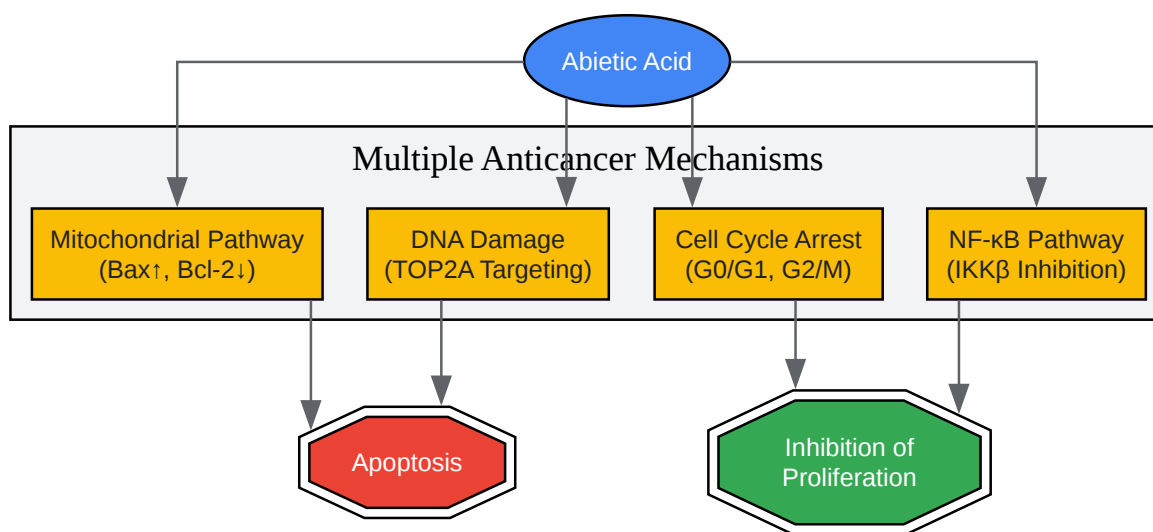 Abietic Acid
Multiple Anticancer Mechanisms
Mitochondrial Pathway
(Bax↑, Bcl-2↓)
DNA Damage
(TOP2A Targeting)
Cell Cycle Arrest
(G0/G1, G2/M)
NF-κB Pathway
(IKKβ Inhibition)
Apoptosis
Inhibition of
Proliferation